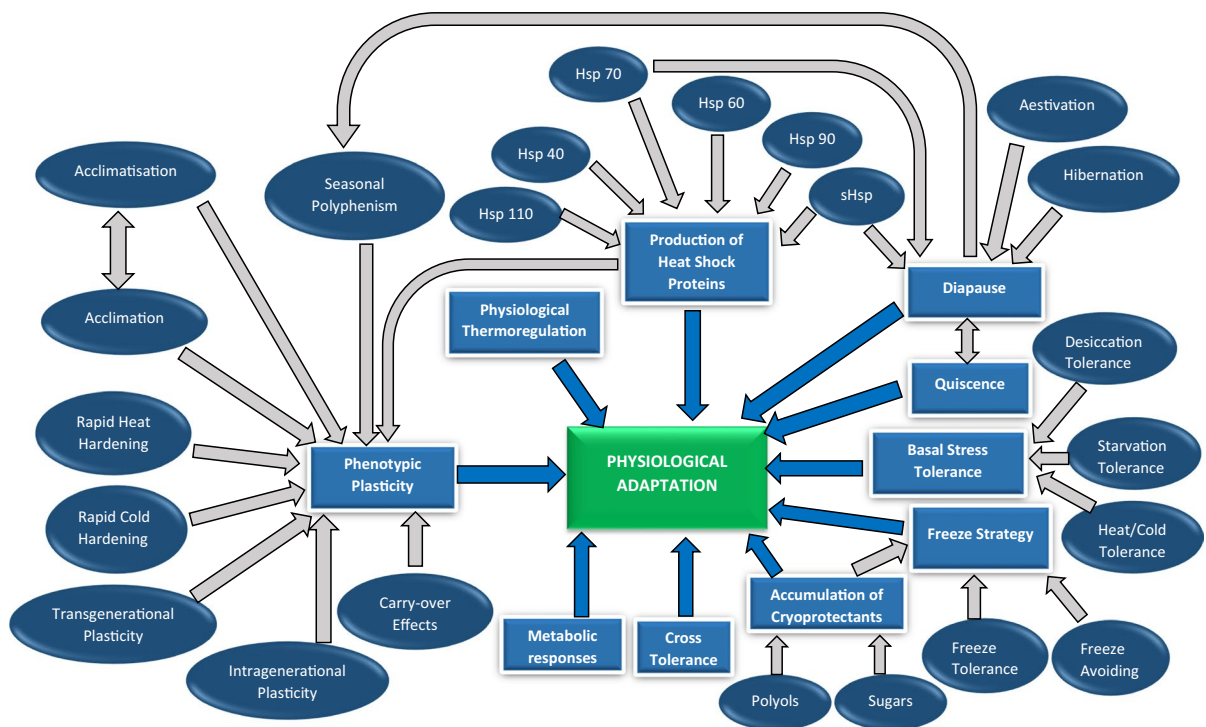 Hsp 70
Hsp 60
Hsp 90
Hsp 40
sHsp
Hsp 110
Aestivation
Hibernation
Acclimatisation
Seasonal
Polyphenism
Production of
Heat Shock
Proteins
Diapause
Acclimation
Physiological
Thermoregulation
Desiccation
Tolerance
Quiscence
Rapid Heat
Hardening
Phenotypic
Plasticity
PHYSIOLOGICAL
ADAPTATION
Basal Stress
Tolerance
Starvation
Tolerance
Rapid Cold
Hardening
Freeze Strategy
Heat/Cold
Tolerance
Transgenerational
Plasticity
Carry-over
Effects
Accumulation of
Cryoprotectants
Metabolic
responses
Cross
Tolerance
Freeze
Tolerance
Freeze
Avoiding
Intragenerational
Plasticity
Polyols
Sugars